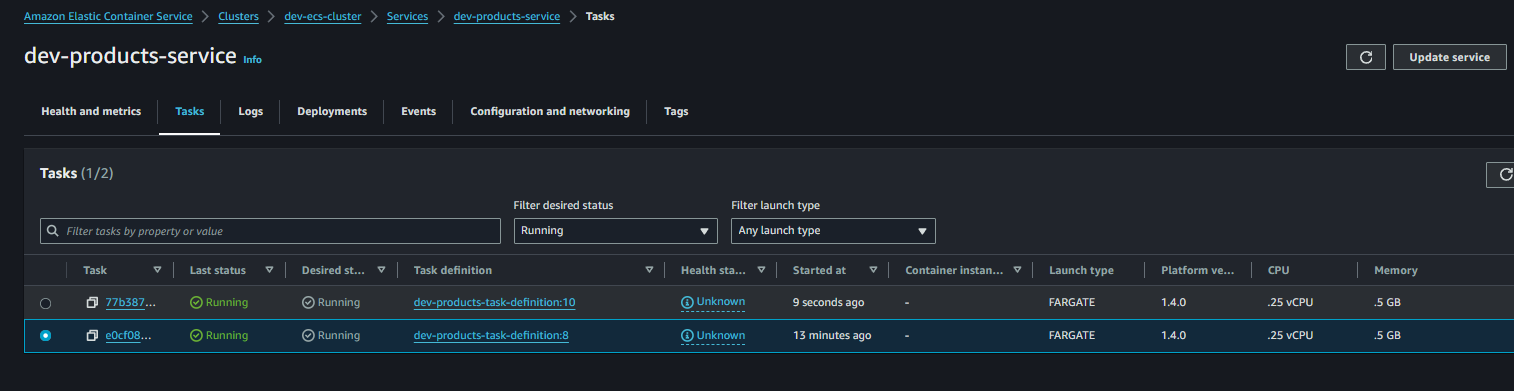 Amazon Elastic Container Service > Clusters > dev-ecs-cluster > Services > dev-products-service > Tasks
dev-products-service Info
Update service
Health and metrics Tasks Logs Deployments Events Configuration and networking Tags
Tasks (1/2)
Filter desired status Filter launch type
Filter tasks by property or value Running Any launch type
Task Last status Desired st... Task definition Health sta... Started at Container instan... Launch type Platform ve... CPU Memory
77b387... Running Running dev-products-task-definition:10 Unknown 9 seconds ago - FARGATE 1.4.0 .25 vCPU .5 GB
e0cf08... Running Running dev-products-task-definition:8 Unknown 13 minutes ago - FARGATE 1.4.0 .25 vCPU .5 GB